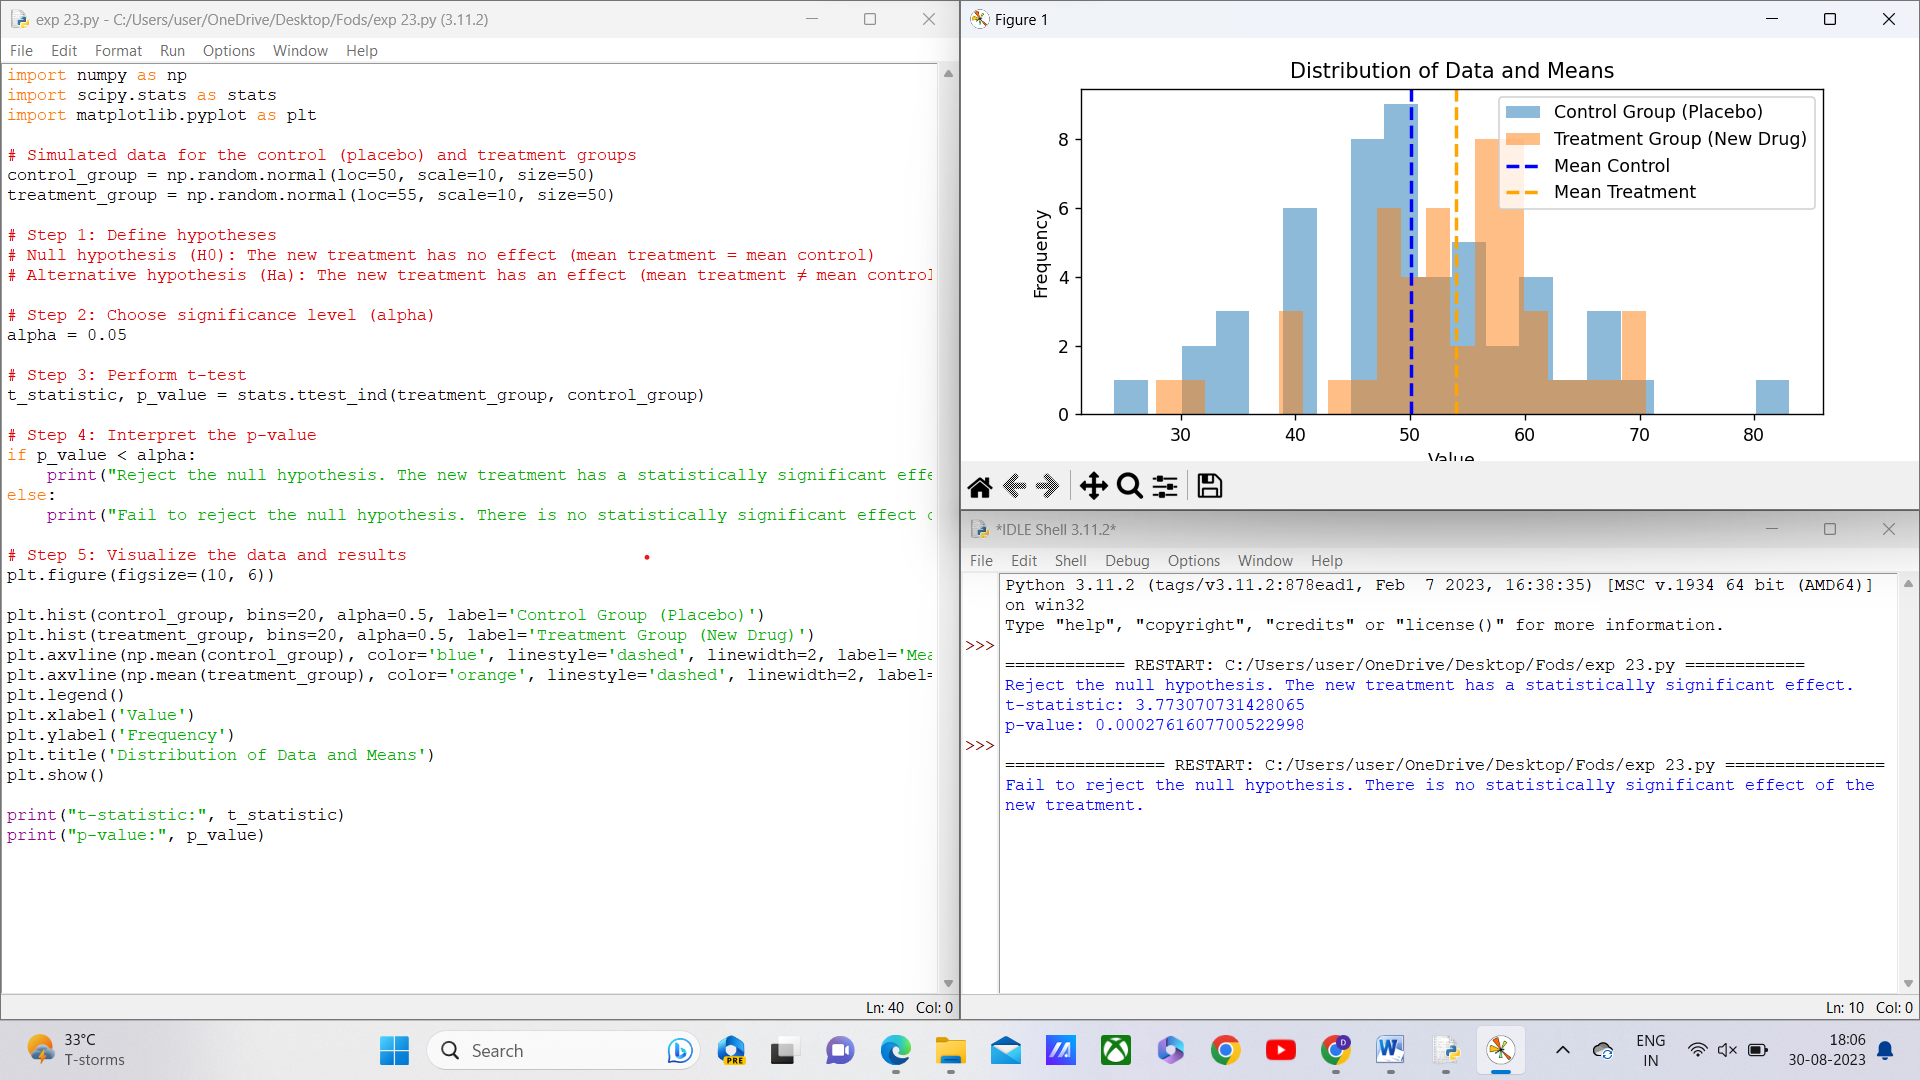 exp 23.py - C:/Users/user/OneDrive/Desktop/Fods/exp 23.py (3.11.2)
File Edit Format Run Options Window Help
import numpy as np
import scipy.stats as stats
import matplotlib.pyplot as plt
# Simulated data for the control (placebo) and treatment groups
control_group = np.random.normal(loc=50, scale=10, size=50)
treatment_group = np.random.normal(loc=55, scale=10, size=50)
# Step 1: Define hypotheses
# Null hypothesis (H0): The new treatment has no effect (mean treatment = mean control)
# Alternative hypothesis (Ha): The new treatment has an effect (mean treatment ≠ mean control
# Step 2: Choose significance level (alpha)
alpha = 0.05
# Step 3: Perform t-test
t_statistic, p_value = stats.ttest_ind(treatment_group, control_group)
# Step 4: Interpret the p-value
if p_value < alpha:
    print("Reject the null hypothesis. The new treatment has a statistically significant effe
else:
    print("Fail to reject the null hypothesis. There is no statistically significant effect
# Step 5: Visualize the data and results
plt.figure(figsize=(10, 6))
plt.hist(control_group, bins=20, alpha=0.5, label='Control Group (Placebo)')
plt.hist(treatment_group, bins=20, alpha=0.5, label='Treatment Group (New Drug)')
plt.axvline(np.mean(control_group), color='blue', linestyle='dashed', linewidth=2, label='Mea
plt.axvline(np.mean(treatment_group), color='orange', linestyle='dashed', linewidth=2, label=
plt.legend()
plt.xlabel('Value')
plt.ylabel('Frequency')
plt.title('Distribution of Data and Means')
plt.show()
print("t-statistic:", t_statistic)
print("p-value:", p_value)
Ln: 40 Col: 0
Figure 1
Distribution of Data and Means
Control Group (Placebo)
Treatment Group (New Drug)
Mean Control
Mean Treatment
Frequency
8
6
4
2
0
30 40 50 60 70 80
Value
*IDLE Shell 3.11.2*
File Edit Shell Debug Options Window Help
Python 3.11.2 (tags/v3.11.2:878ead1, Feb  7 2023, 16:38:35) [MSC v.1934 64 bit (AMD64)]
on win32
Type "help", "copyright", "credits" or "license()" for more information.
>>>
============ RESTART: C:/Users/user/OneDrive/Desktop/Fods/exp 23.py ============
Reject the null hypothesis. The new treatment has a statistically significant effect.
t-statistic: 3.773070731428065
p-value: 0.0002761607700522998
>>>
================ RESTART: C:/Users/user/OneDrive/Desktop/Fods/exp 23.py ================
Fail to reject the null hypothesis. There is no statistically significant effect of the
new treatment.
Ln: 10 Col: 0
33°C
T-storms
Search
PRE
D
ENG
IN
18:06
30-08-2023